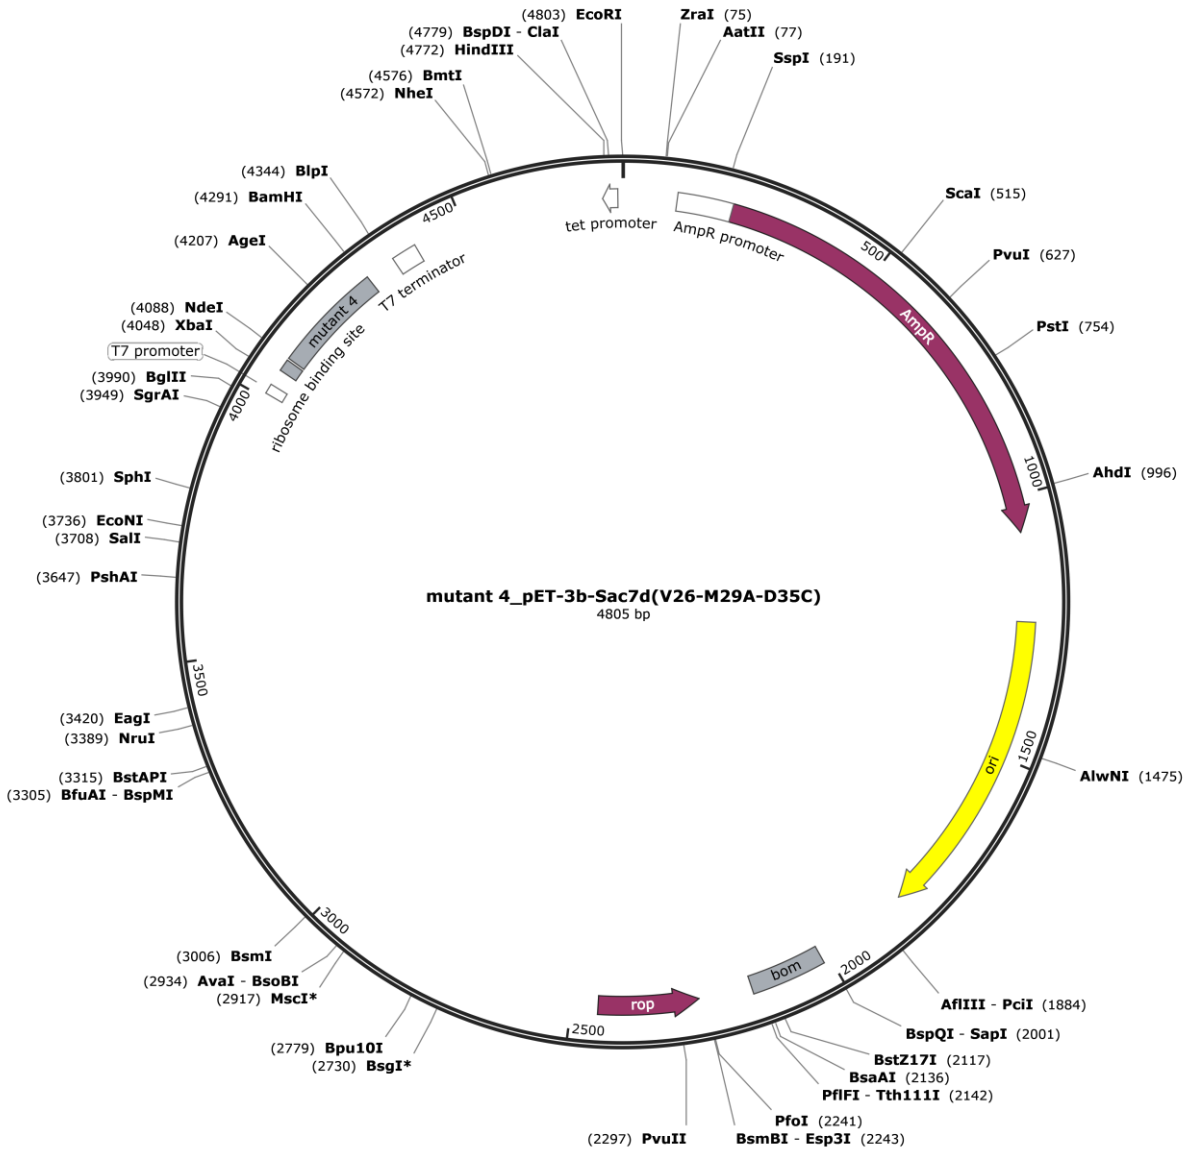 (4803) EcoRI
ZraI (75)
(4779) BspDI - ClaI
AatII (77)
(4772) HindIII
SspI (191)
(4576) BmtI
(4572) NheI
(4344) BlpI
(4291) BamHI
ScaI (515)
4500
tet promoter
AmpR promoter
500
(4207) AgeI
PvuI (627)
T7 terminator
(4088) NdeI
mutant 4
AmpR
(4048) XbaI
PstI (754)
T7 promoter
ribosome binding site
(3990) BglII
(3949) SgrAI
4000
1000
AhdI (996)
(3801) SphI
(3736) EcoNI
(3708) SalI
(3647) PshAI
mutant 4_pET-3b-Sac7d(V26-M29A-D35C)
4805 bp
3500
(3420) EagI
(3389) NruI
1500
ori
(3315) BstAPI
AlwNI (1475)
(3305) BfuAI - BspMI
3000
(3006) BsmI
2000
bom
(2934) AvaI - BsoBI
(2917) MscI*
rop
AflIII - PciI (1884)
2500
BspQI - SapI (2001)
(2779) Bpu10I
BstZ17I (2117)
(2730) BsgI*
BsaAI (2136)
PflFI - Tth111I (2142)
PfoI (2241)
(2297) PvuII
BsmBI - Esp3I (2243)